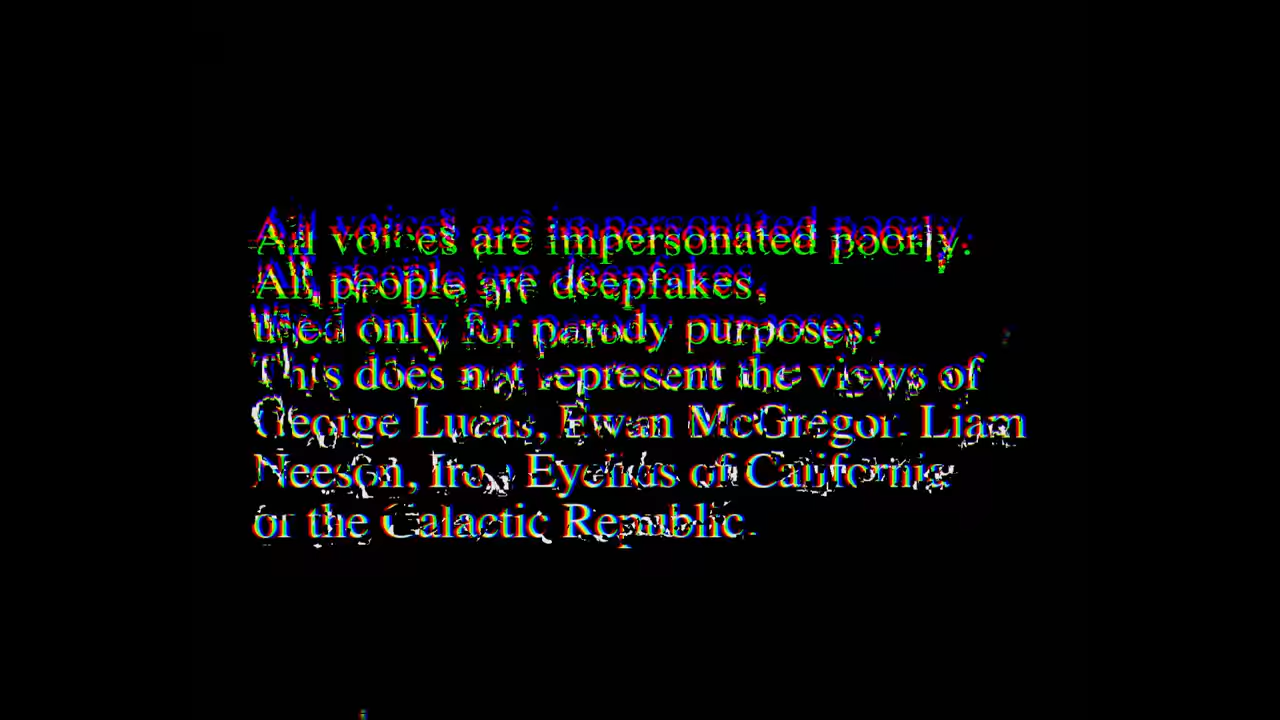 All voices are impersonated poorly.
All people are deepfakes,
used only for parody purposes.
This does not represent the views of
George Lucas, Ewan McGregor, Liam
Neeson, Iron Eyelids of California
or the Galactic Republic.